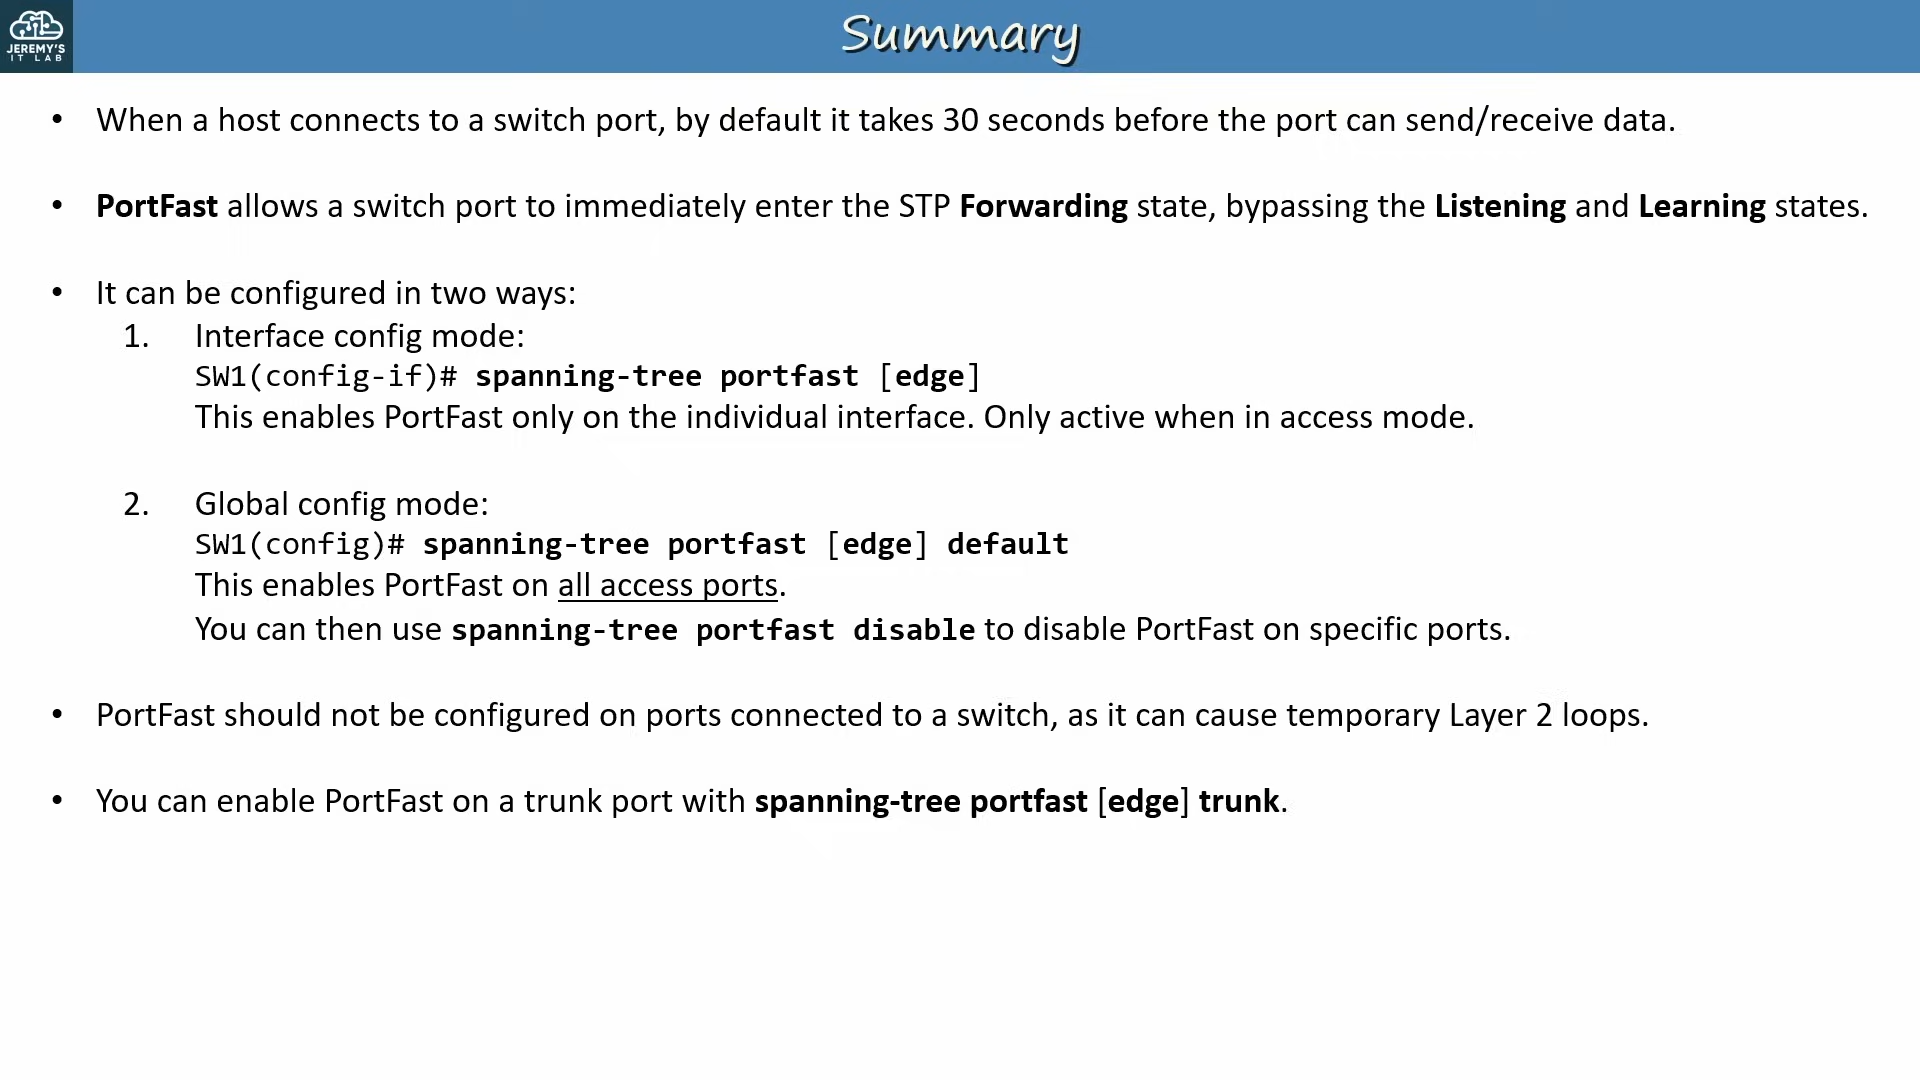 JEREMY'S
IT LAB
Summary
• When a host connects to a switch port, by default it takes 30 seconds before the port can send/receive data.
• PortFast allows a switch port to immediately enter the STP Forwarding state, bypassing the Listening and Learning states.
• It can be configured in two ways:
1. Interface config mode:
SW1(config-if)# spanning-tree portfast [edge]
This enables PortFast only on the individual interface. Only active when in access mode.
2. Global config mode:
SW1(config)# spanning-tree portfast [edge] default
This enables PortFast on all access ports.
You can then use spanning-tree portfast disable to disable PortFast on specific ports.
• PortFast should not be configured on ports connected to a switch, as it can cause temporary Layer 2 loops.
• You can enable PortFast on a trunk port with spanning-tree portfast [edge] trunk.